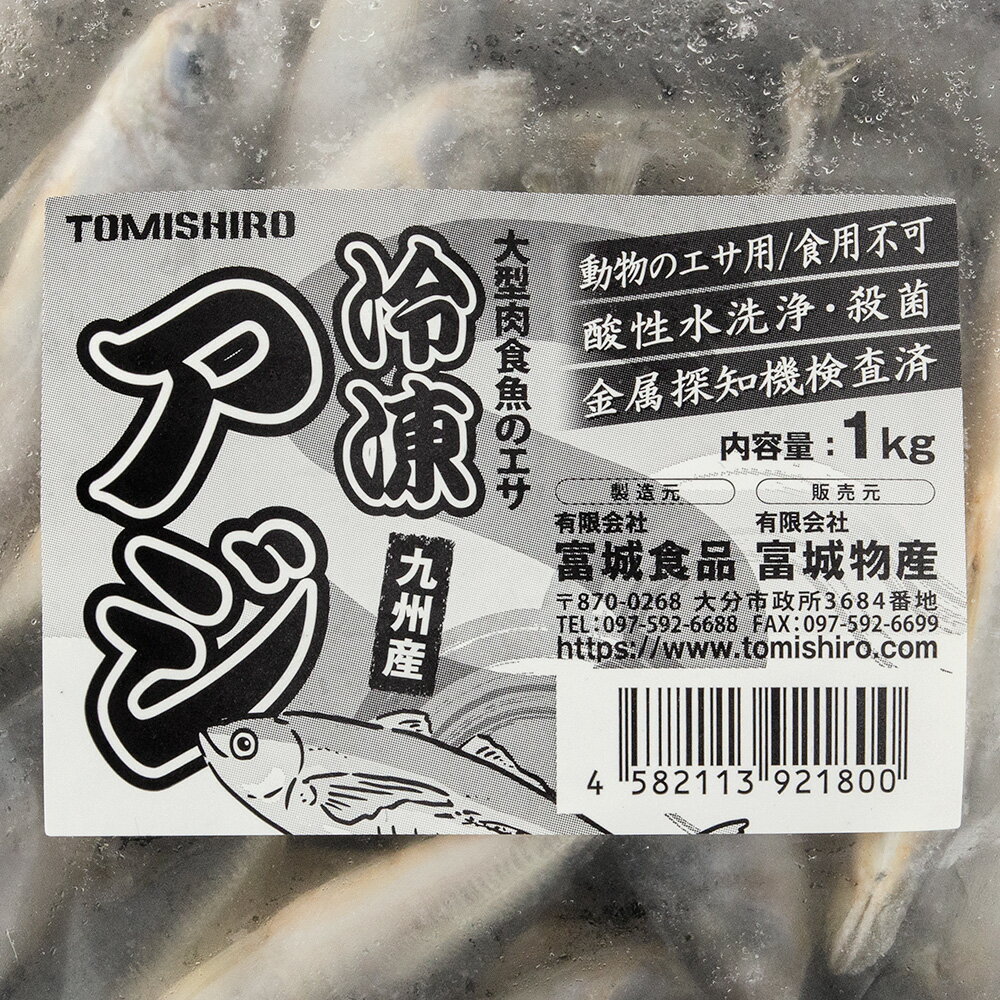 TOMISHIRO
冷凍
アジ
大型肉食魚のエサ
九州産
動物のエサ用/食用不可
酸性水洗浄・殺菌
金属探知機検査済
内容量:1kg
製造元 販売元
有限会社 有限会社
富城食品 富城物産
〒870-0268 大分市政所3684番地
TEL:097-592-6688 FAX:097-592-6699
https://www.tomishiro.com
4 582113 921800